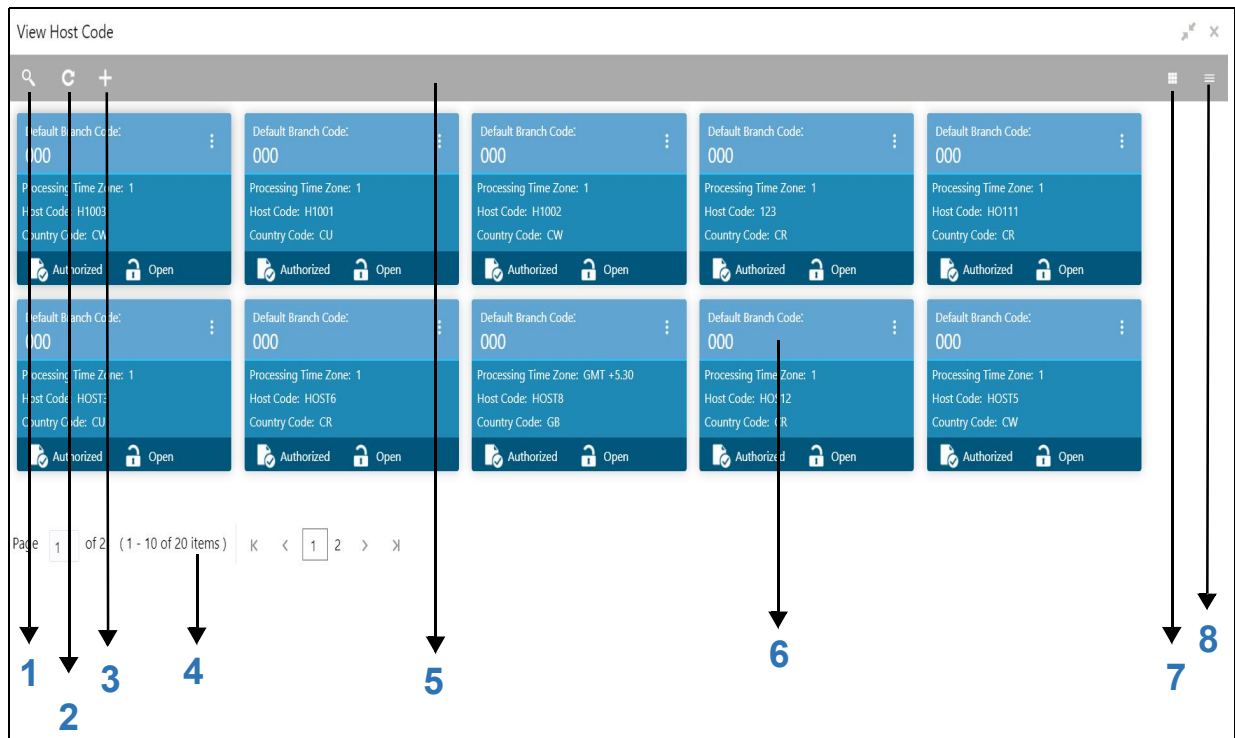 View Host Code
Default Branch Code: Default Branch Code: Default Branch Code: Default Branch Code: Default Branch Code:
000 000 000 000 000
Processing Time Zone: 1 Processing Time Zone: 1 Processing Time Zone: 1 Processing Time Zone: 1 Processing Time Zone: 1
Host Code: H1003 Host Code: H1001 Host Code: H1002 Host Code: 123 Host Code: HO111
Country Code: CW Country Code: CU Country Code: CW Country Code: CR Country Code: CR
Authorized Open Authorized Open Authorized Open Authorized Open Authorized Open
Default Branch Code: Default Branch Code: Default Branch Code: Default Branch Code: Default Branch Code:
000 000 000 000 000
Processing Time Zone: 1 Processing Time Zone: 1 Processing Time Zone: GMT +5.30 Processing Time Zone: 1 Processing Time Zone: 1
Host Code: HOST3 Host Code: HOST6 Host Code: HOST8 Host Code: HOS12 Host Code: HOST5
Country Code: CU Country Code: CR Country Code: GB Country Code: CR Country Code: CW
Authorized Open Authorized Open Authorized Open Authorized Open Authorized Open
Page 1 of 2 ( 1 - 10 of 20 items ) 1 2
1 2 3 4 5 6 7 8